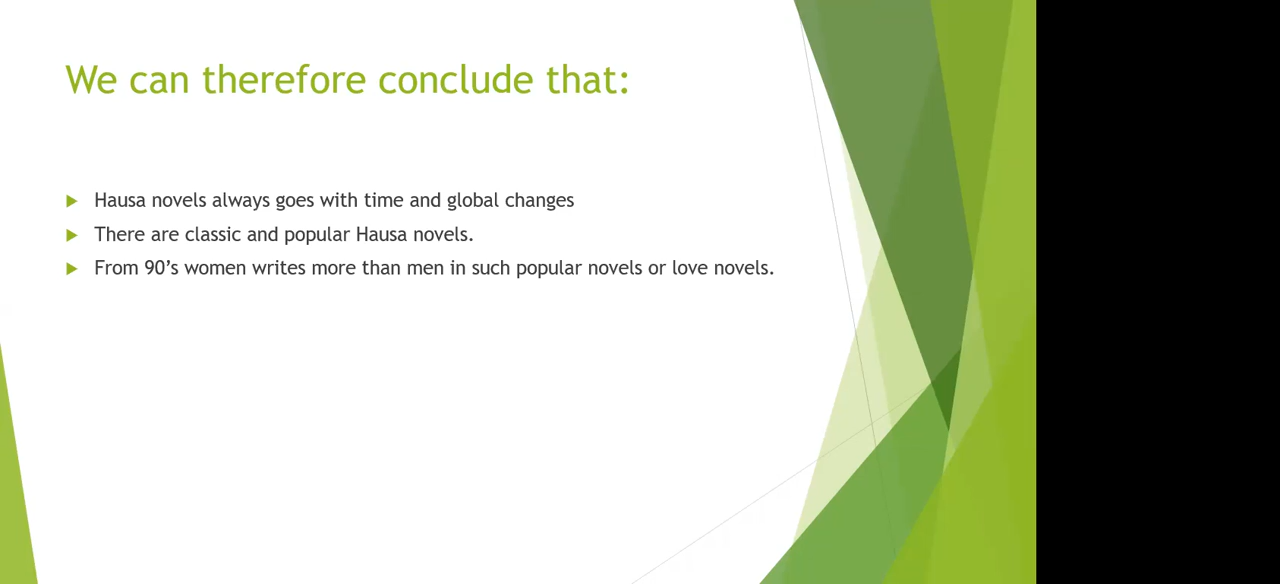 We can therefore conclude that:
Hausa novels always goes with time and global changes
There are classic and popular Hausa novels.
From 90’s women writes more than men in such popular novels or love novels.